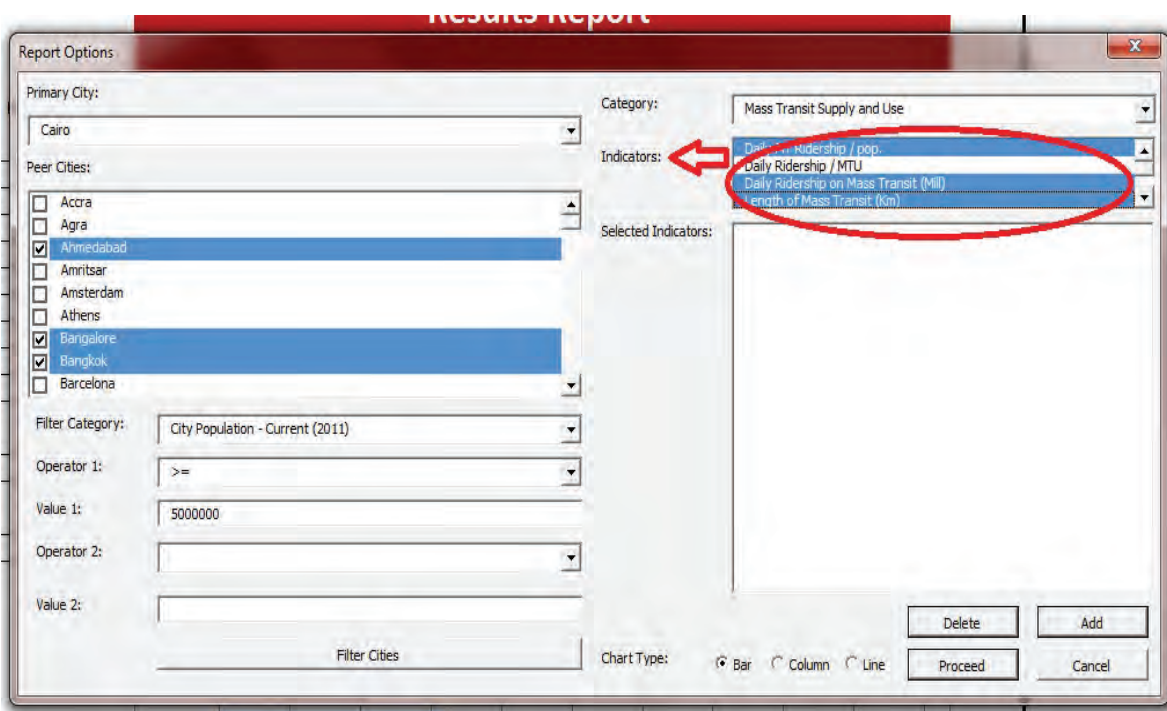 Results Report
Report Options
Primary City:
Cairo
Peer Cities:
Accra
Agra
Ahmedabad
Amritsar
Amsterdam
Athens
Bangalore
Bangkok
Barcelona
Filter Category:
City Population - Current (2011)
Operator 1:
>=
Value 1:
5000000
Operator 2:
Value 2:
Filter Cities
Category:
Mass Transit Supply and Use
Indicators:
Ridership / pop.
Daily Ridership / MTU
Daily Ridership on Mass Transit (Mill)
Length of Mass Transit (Km)
Selected Indicators:
Delete
Add
Chart Type:
Bar
Column
Line
Proceed
Cancel